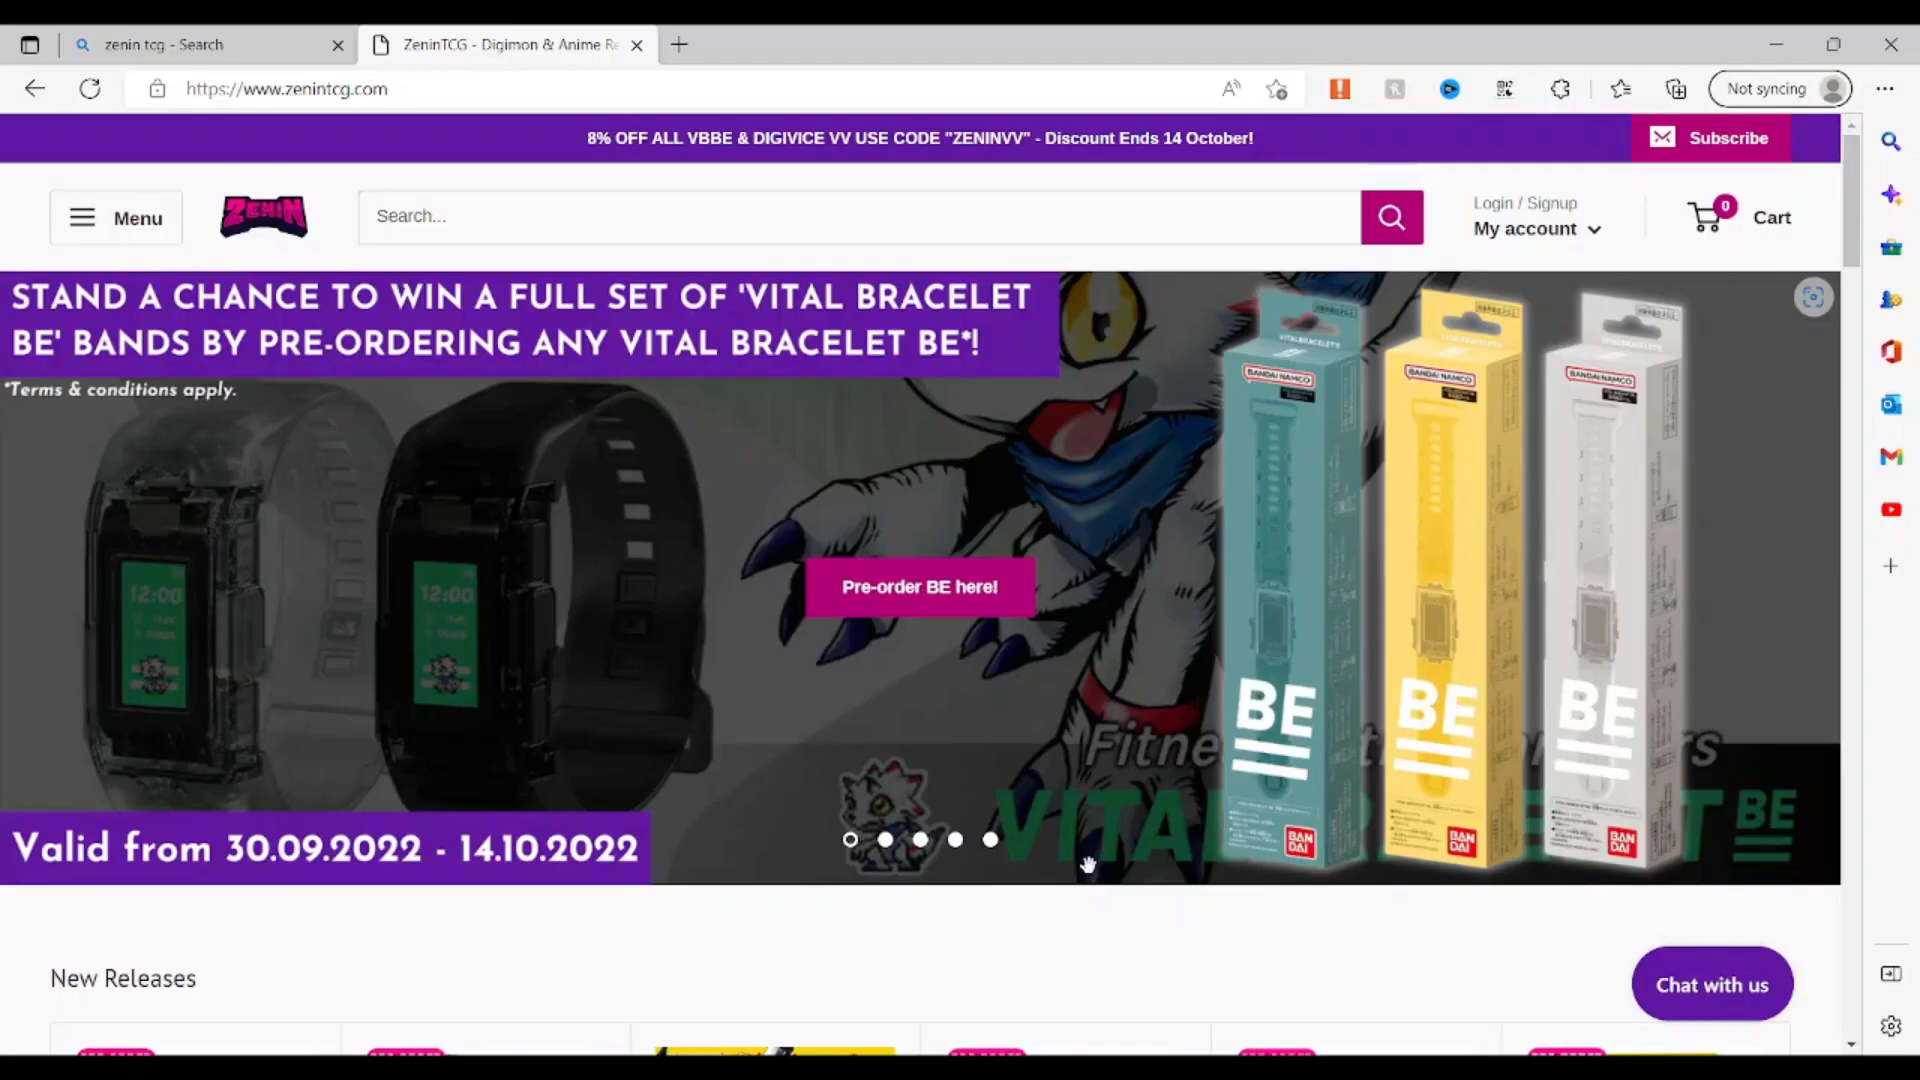 zenin tcg - Search
ZeninTCG - Digimon & Anime Re
https://www.zenintcg.com
Not syncing
8% OFF ALL VBBE & DIGIVICE VV USE CODE "ZENINVV" - Discount Ends 14 October!
Subscribe
Menu
ZENIN
Search...
Login / Signup
My account
0
Cart
STAND A CHANCE TO WIN A FULL SET OF 'VITAL BRACELET
BE' BANDS BY PRE-ORDERING ANY VITAL BRACELET BE*!
*Terms & conditions apply.
VITALBRACELET
BANDAI NAMCO
BANDAI NAMCO
BANDAI NAMCO
12:00
12:00
Pre-order BE here!
BE
BE
BE
Fitne
VITA
BE
BAN
DAI
BAN
DAI
BAN
DAI
Valid from 30.09.2022 - 14.10.2022
New Releases
Chat with us